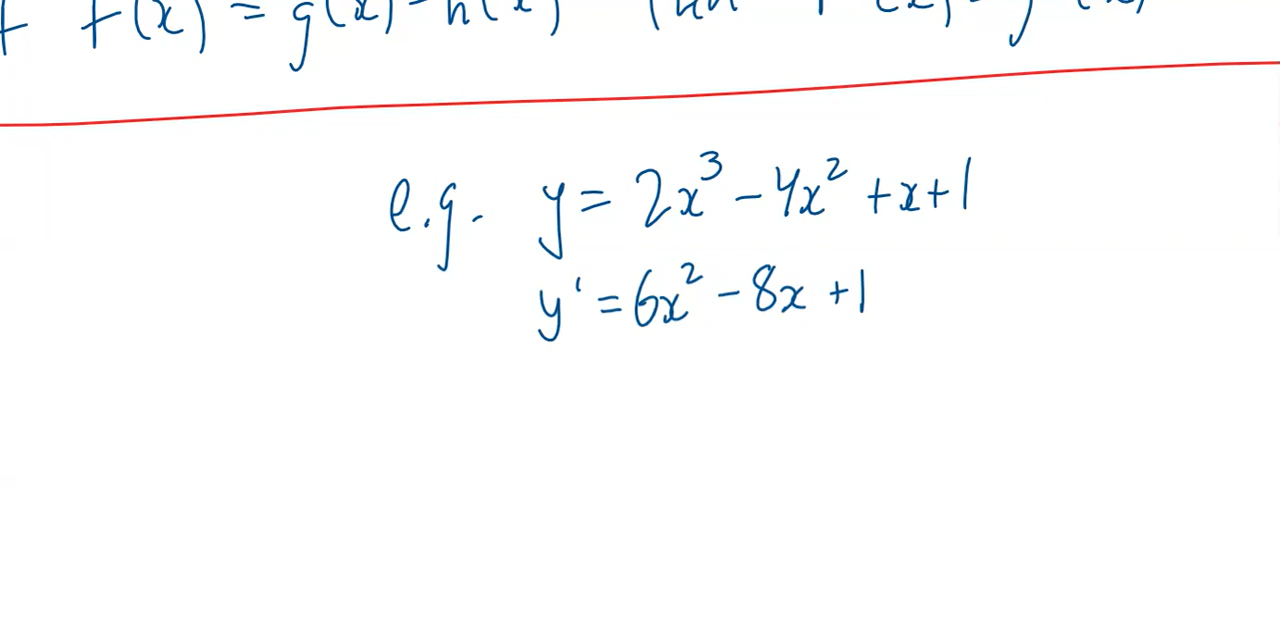 f(x) = g(x) - h(x)
e.g. y = 2x³ - 4x² + x + 1
y' = 6x² - 8x + 1